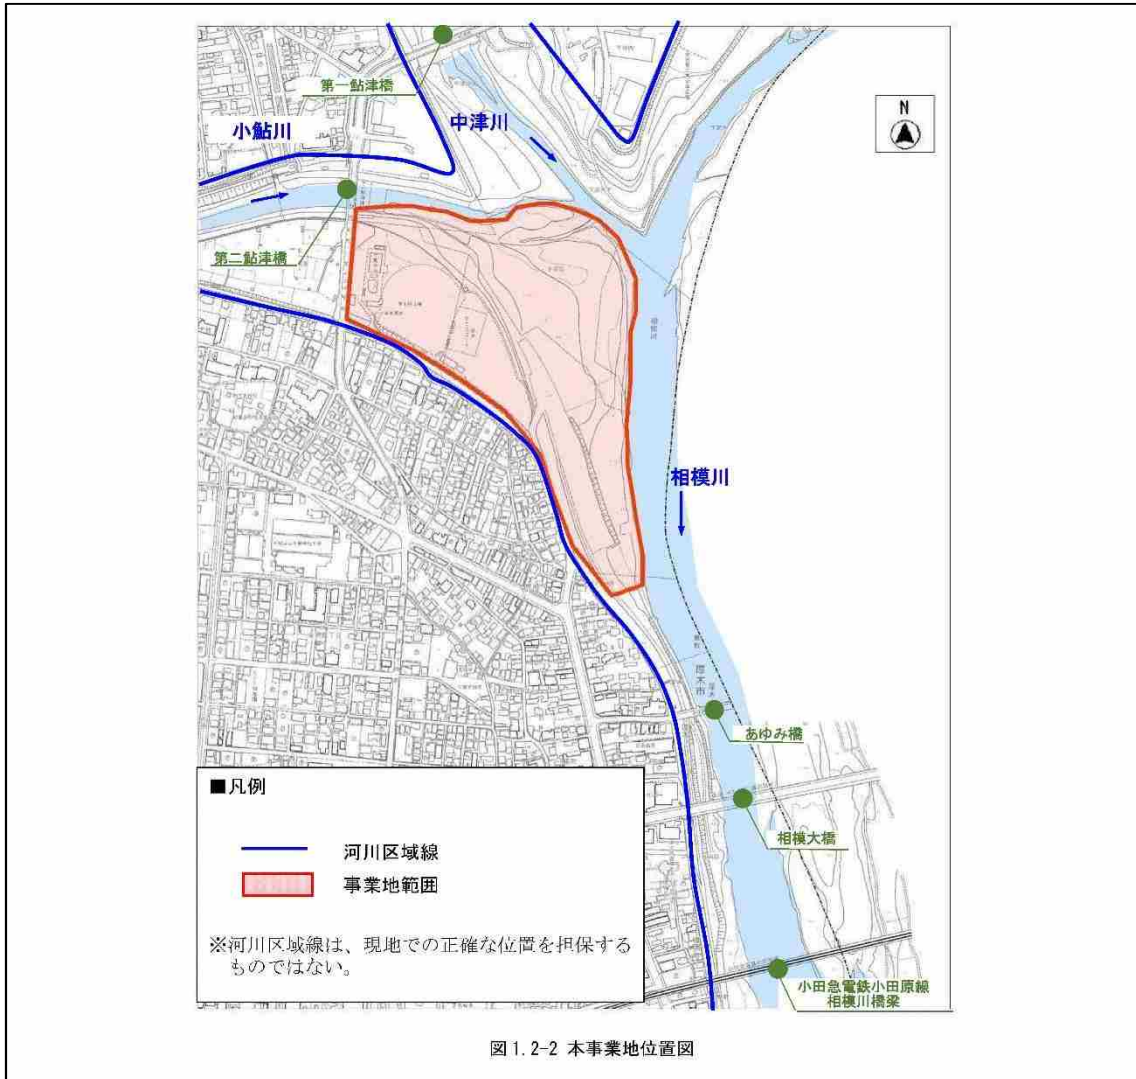 第一鮎津橋
小鮎川
中津川
N
第二鮎津橋
相模川
厚木市
あゆみ橋
相模大橋
小田急電鉄小田原線
相模川橋梁
■凡例
河川区域線
事業地範囲
※河川区域線は、現地での正確な位置を担保する
ものではない。
図1.2-2 本事業地位置図